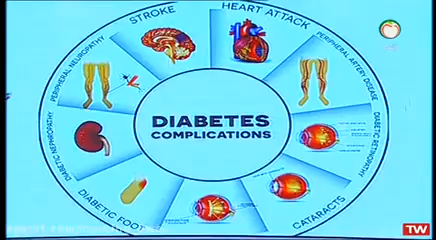 STROKE
HEART ATTACK
PERIPHERAL NEUROPATHY
PERIPHERAL ARTERY DISEASE
DIABETES
COMPLICATIONS
DIABETIC NEPHROPATHY
DIABETIC RETINOPATHY
DIABETIC FOOT
CATARACTS
TW